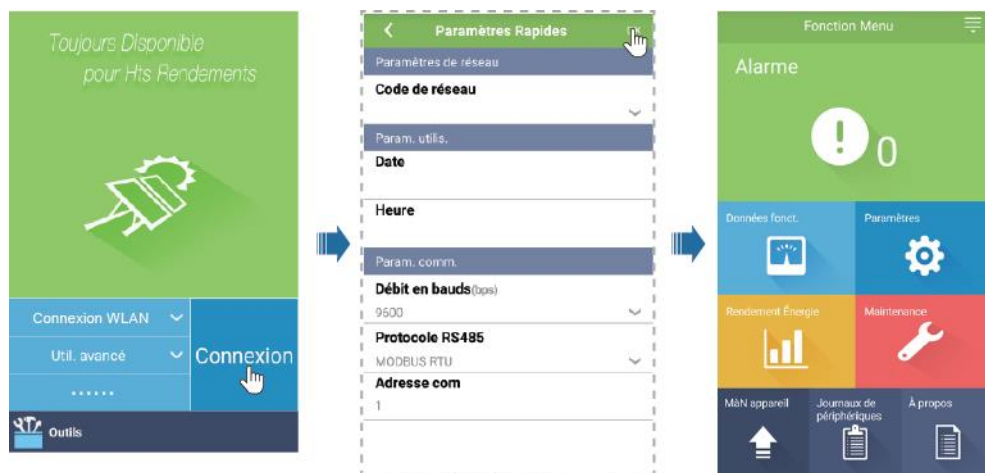 Toujours Disponible
pour Hts Rendements
Connexion WLAN
Util. avancé
Connexion
......
Outils
Paramètres Rapides
Paramètres de réseau
Code de réseau
Param. utilis.
Date
Heure
Param. comm.
Débit en bauds(bps)
9600
Protocole RS485
MODBUS RTU
Adresse com
1
Fonction Menu
Alarme
! 0
Données fonct.
Paramètres
Rendement Énergie
Maintenance
MàN appareil
Journaux de
périphériques
À propos